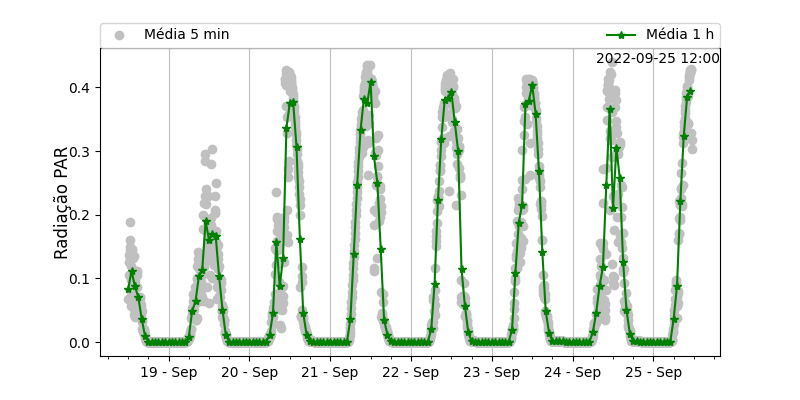 Média 5 min
Média 1 h
2022-09-25 12:00
Radiação PAR
0.4
0.3
0.2
0.1
0.0
19 - Sep
20 - Sep
21 - Sep
22 - Sep
23 - Sep
24 - Sep
25 - Sep